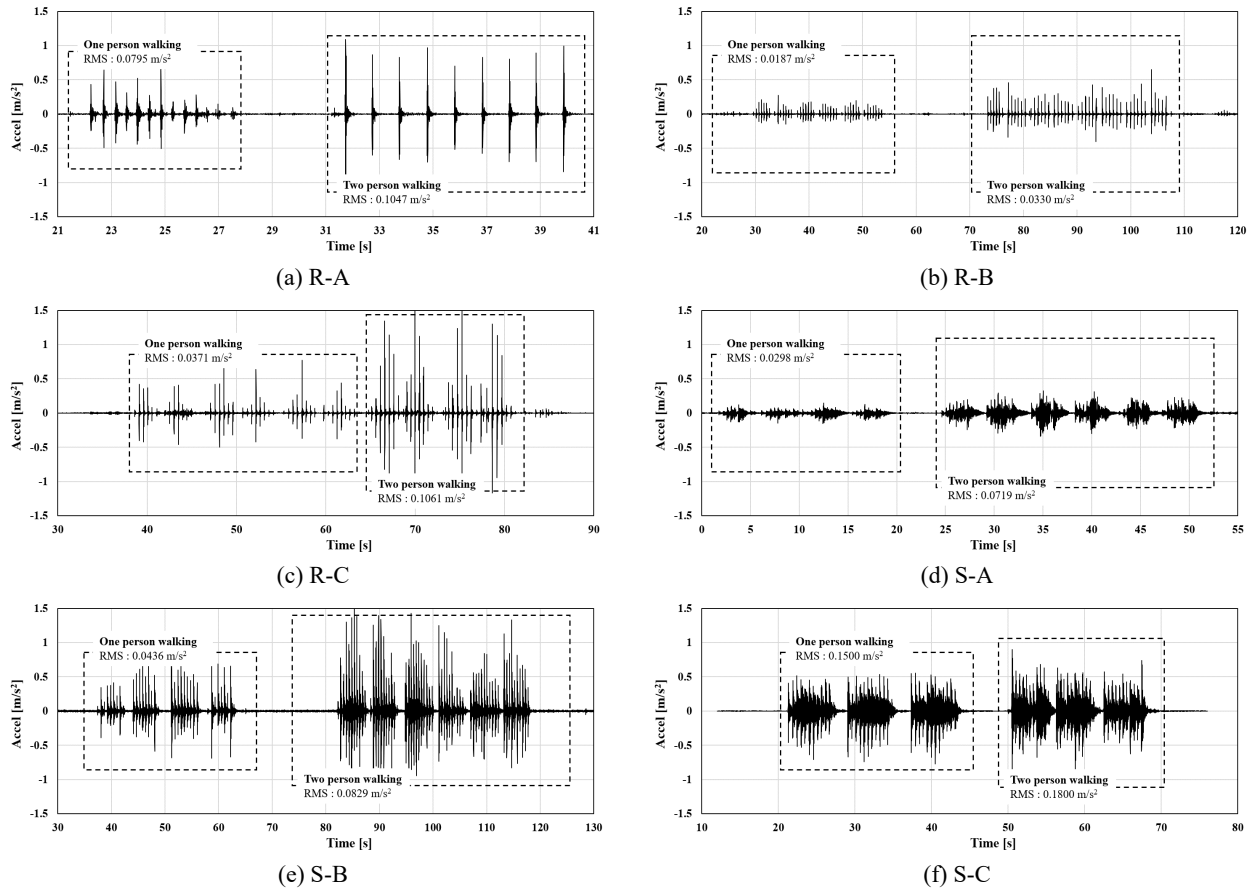 1.5
1
0.5
0
-0.5
-1
-1.5
Accel [m/s²]
One person walking
RMS : 0.0795 m/s²
Two person walking
RMS : 0.1047 m/s²
21 23 25 27 29 31 33 35 37 39 41
Time [s]
(a) R-A
1.5
1
0.5
0
-0.5
-1
-1.5
Accel [m/s²]
One person walking
RMS : 0.0187 m/s²
Two person walking
RMS : 0.0330 m/s²
20 30 40 50 60 70 80 90 100 110 120
Time [s]
(b) R-B
1.5
1
0.5
0
-0.5
-1
-1.5
Accel [m/s²]
One person walking
RMS : 0.0371 m/s²
Two person walking
RMS : 0.1061 m/s²
30 40 50 60 70 80 90
Time [s]
(c) R-C
1.5
1
0.5
0
-0.5
-1
-1.5
Accel [m/s²]
One person walking
RMS : 0.0298 m/s²
Two person walking
RMS : 0.0719 m/s²
0 5 10 15 20 25 30 35 40 45 50 55
Time [s]
(d) S-A
1.5
1
0.5
0
-0.5
-1
-1.5
Accel [m/s²]
One person walking
RMS : 0.0436 m/s²
Two person walking
RMS : 0.0829 m/s²
30 40 50 60 70 80 90 100 110 120 130
Time [s]
(e) S-B
1.5
1
0.5
0
-0.5
-1
-1.5
Accel [m/s²]
One person walking
RMS : 0.1500 m/s²
Two person walking
RMS : 0.1800 m/s²
10 20 30 40 50 60 70 80
Time [s]
(f) S-C